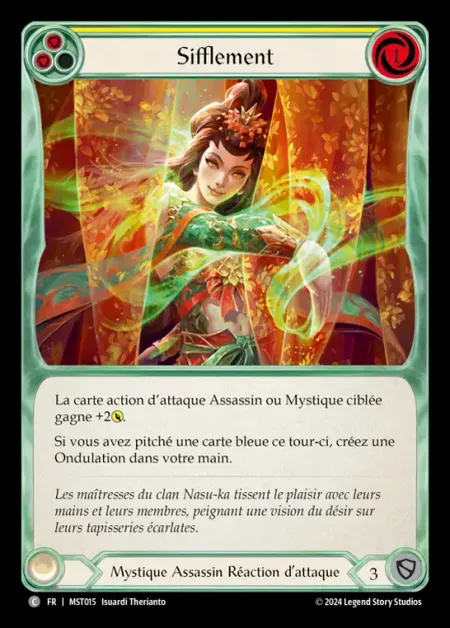 Sifflement
1
La carte action d'attaque Assassin ou Mystique ciblée
gagne +2.
Si vous avez pitché une carte bleue ce tour-ci, créez une
Ondulation dans votre main.
Les maîtresses du clan Nasu-ka tissent le plaisir avec leurs
mains et leurs membres, peignant une vision du désir sur
leurs tapisseries écarlates.
Mystique Assassin Réaction d'attaque
3
C FR | MST015 Isuardi Therianto
© 2024 Legend Story Studios